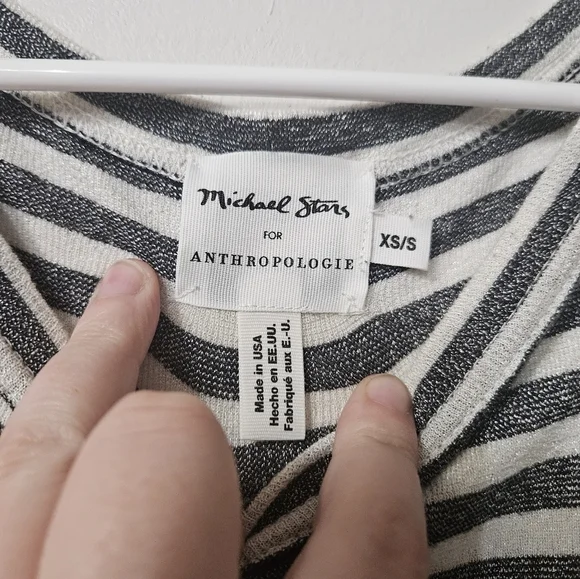 Michael Stars
FOR
ANTHROPOLOGIE
XS/S
Made in USA
Hecho en EE.UU.
Fabriqué aux E.-U.